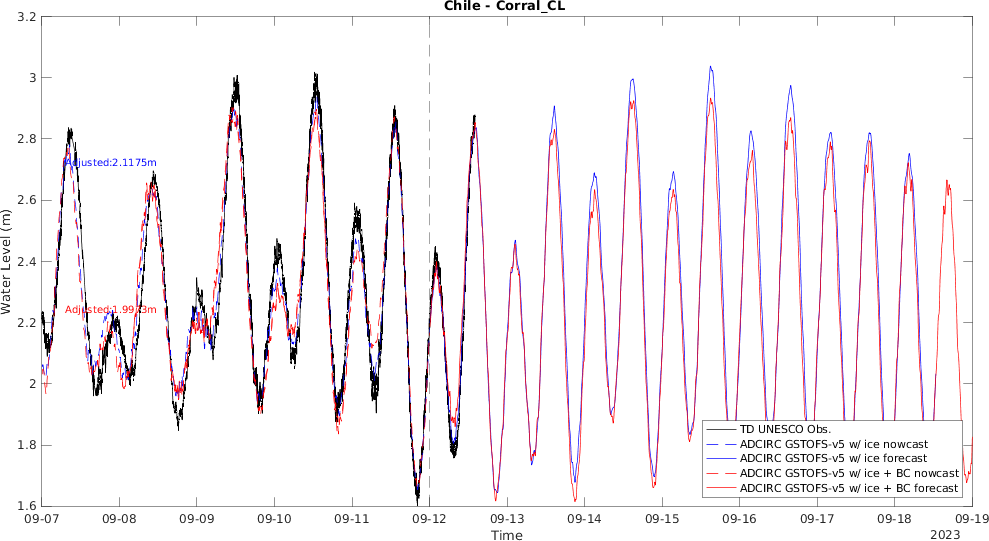 Chile - Corral_CL
3.2
3
2.8
2.6
2.4
2.2
2
1.8
1.6
Water Level (m)
Adjusted:2.1175m
TD UNESCO Obs.
ADCIRC GSTOFS-v5 w/ ice nowcast
ADCIRC GSTOFS-v5 w/ ice forecast
ADCIRC GSTOFS-v5 w/ ice + BC nowcast
ADCIRC GSTOFS-v5 w/ ice + BC forecast
09-07 09-08 09-09 09-10 09-11 09-12 09-13 09-14 09-15 09-16 09-17 09-18 09-19
Time
2023